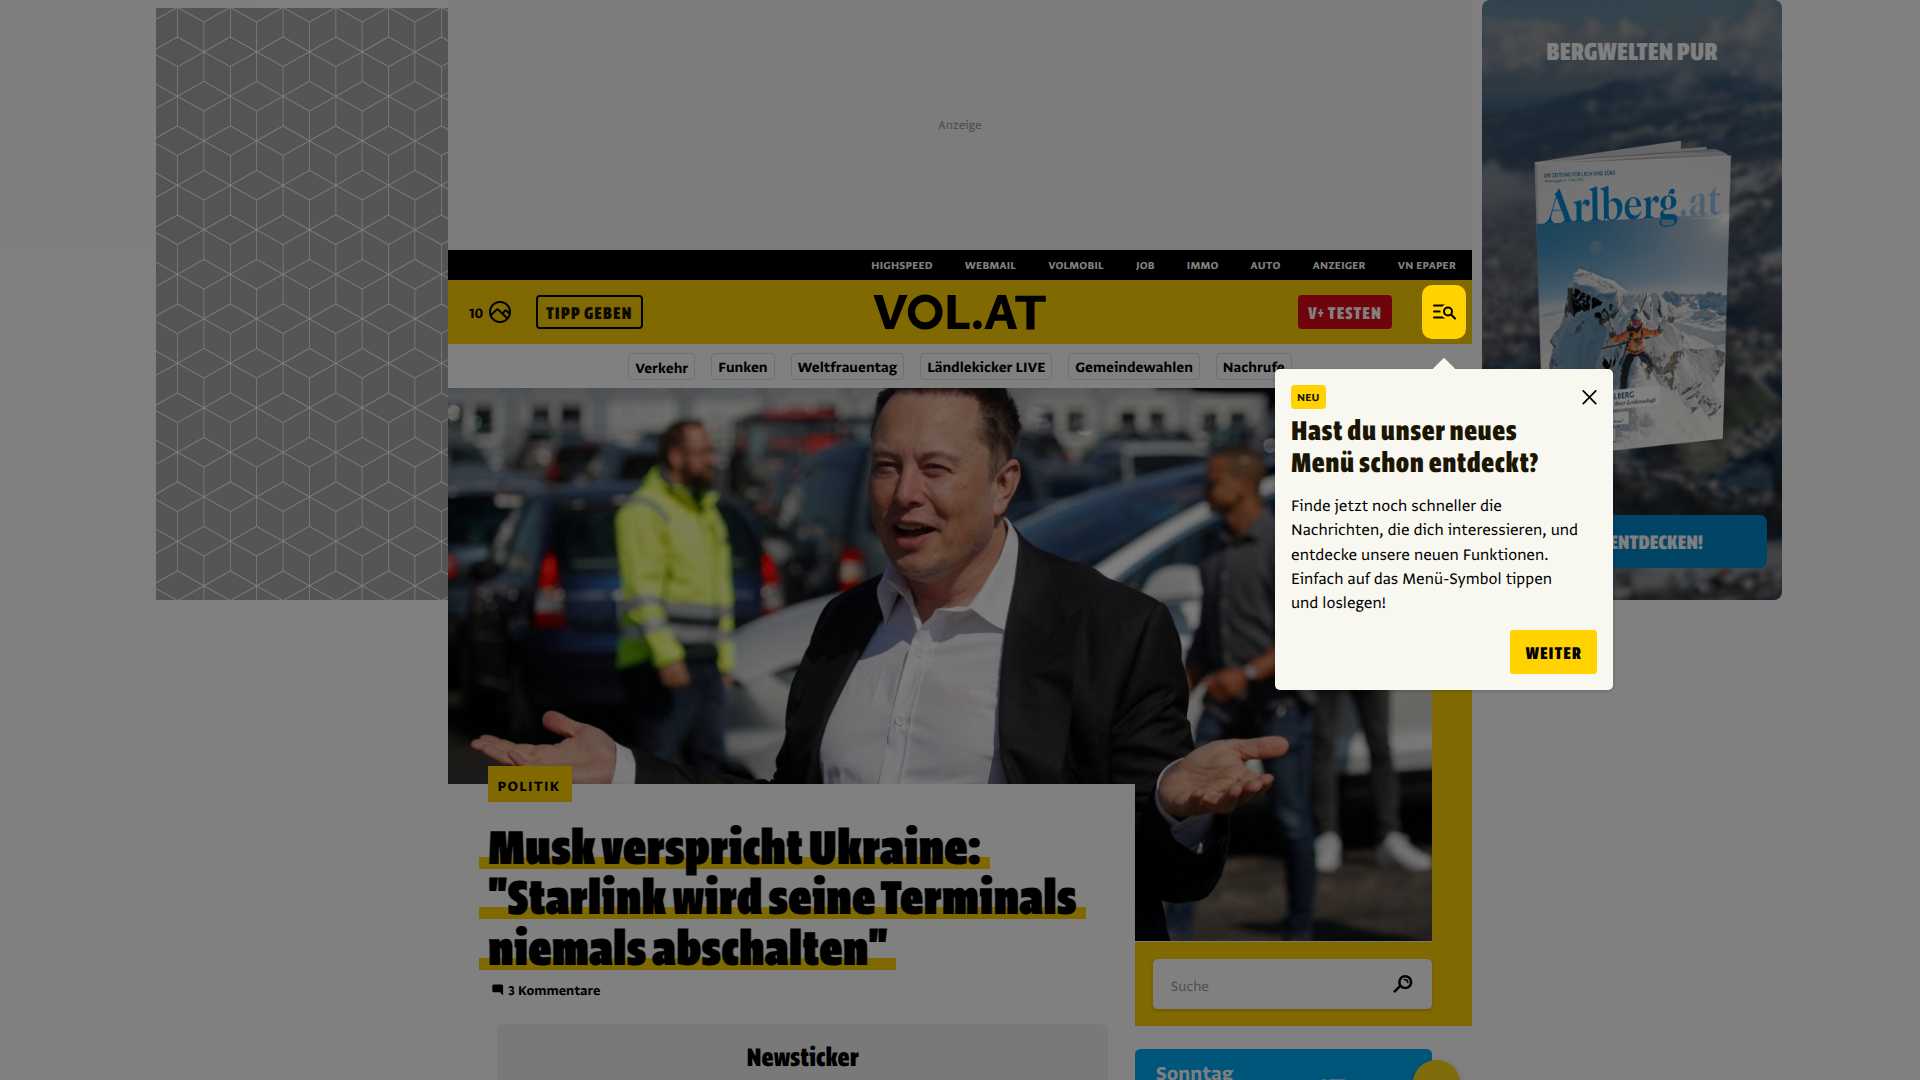 BERGWELTEN PUR
Anzeige
Arlberg.at
HIGHSPEED WEBMAIL VOLMOBIL JOB IMMO AUTO ANZEIGER VN EPAPER
10 TIPP GEBEN VOL.AT V+ TESTEN
Verkehr Funken Weltfrauentag Ländlekicker LIVE Gemeindewahlen Nachrufe
NEU
Hast du unser neues
Menü schon entdeckt?
Finde jetzt noch schneller die
Nachrichten, die dich interessieren, und
entdecke unsere neuen Funktionen.
Einfach auf das Menü-Symbol tippen
und loslegen!
ENTDECKEN!
WEITER
POLITIK
Musk verspricht Ukraine:
"Starlink wird seine Terminals
niemals abschalten"
3 Kommentare
Suche
Newsticker
Sonntag